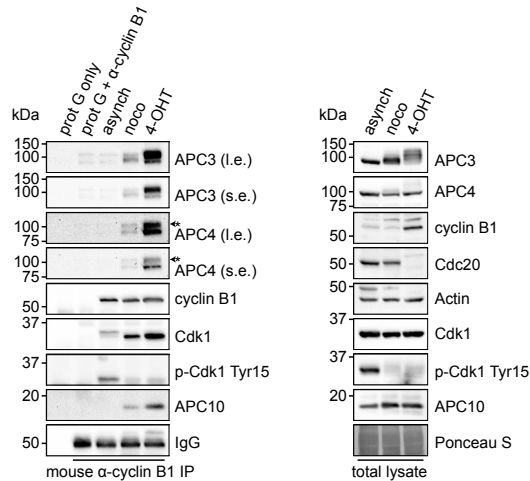 kDa
prot G only
prot G + α-cyclin B1
asynch
noco
4-OHT
150
100
APC3 (l.e.)
150
100
APC3 (s.e.)
100
75
*
APC4 (l.e.)
100
75
*
APC4 (s.e.)
50
cyclin B1
37
Cdk1
37
p-Cdk1 Tyr15
20
APC10
50
IgG
mouse α-cyclin B1 IP
kDa
asynch
noco
4-OHT
150
100
APC3
100
75
APC4
50
cyclin B1
50
Cdc20
50
Actin
37
Cdk1
37
p-Cdk1 Tyr15
20
APC10
Ponceau S
total lysate